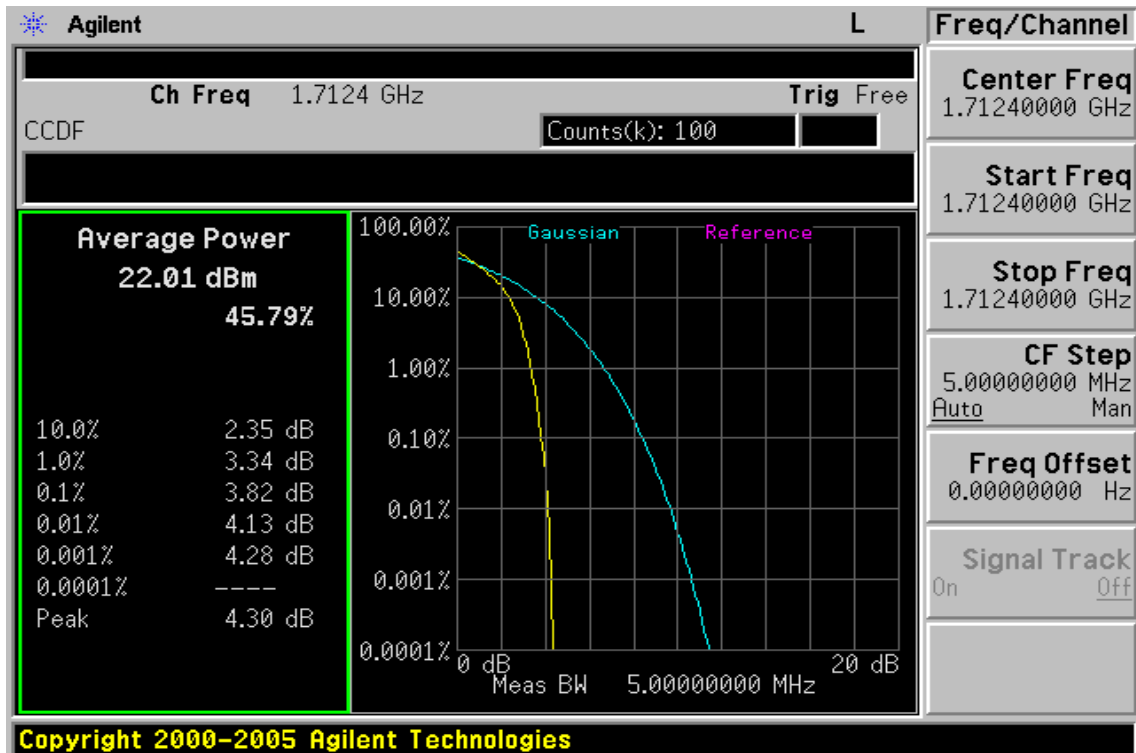 Agilent L Freq/Channel
Ch Freq 1.7124 GHz Trig Free
CCDF Counts(k): 100
Average Power
22.01 dBm
45.79%
10.0% 2.35 dB
1.0% 3.34 dB
0.1% 3.82 dB
0.01% 4.13 dB
0.001% 4.28 dB
0.0001% ----
Peak 4.30 dB
Gaussian Reference
100.00%
10.00%
1.00%
0.10%
0.01%
0.001%
0.0001%
0 dB 20 dB
Meas BW 5.00000000 MHz
Center Freq
1.71240000 GHz
Start Freq
1.71240000 GHz
Stop Freq
1.71240000 GHz
CF Step
5.00000000 MHz
Auto Man
Freq Offset
0.00000000 Hz
Signal Track
On Off
Copyright 2000-2005 Agilent Technologies